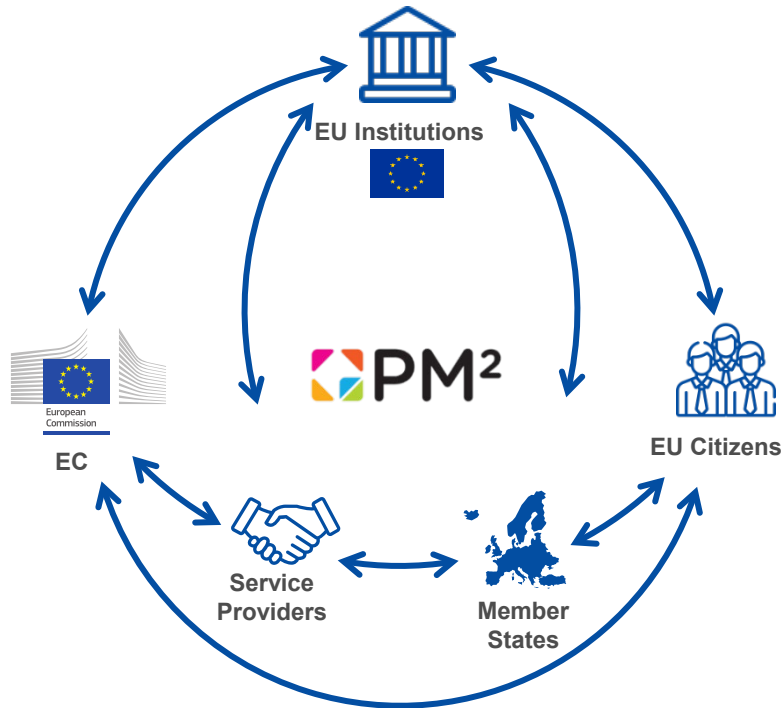 EU Institutions
PM²
European
Commission
EC
EU Citizens
Service
Providers
Member
States